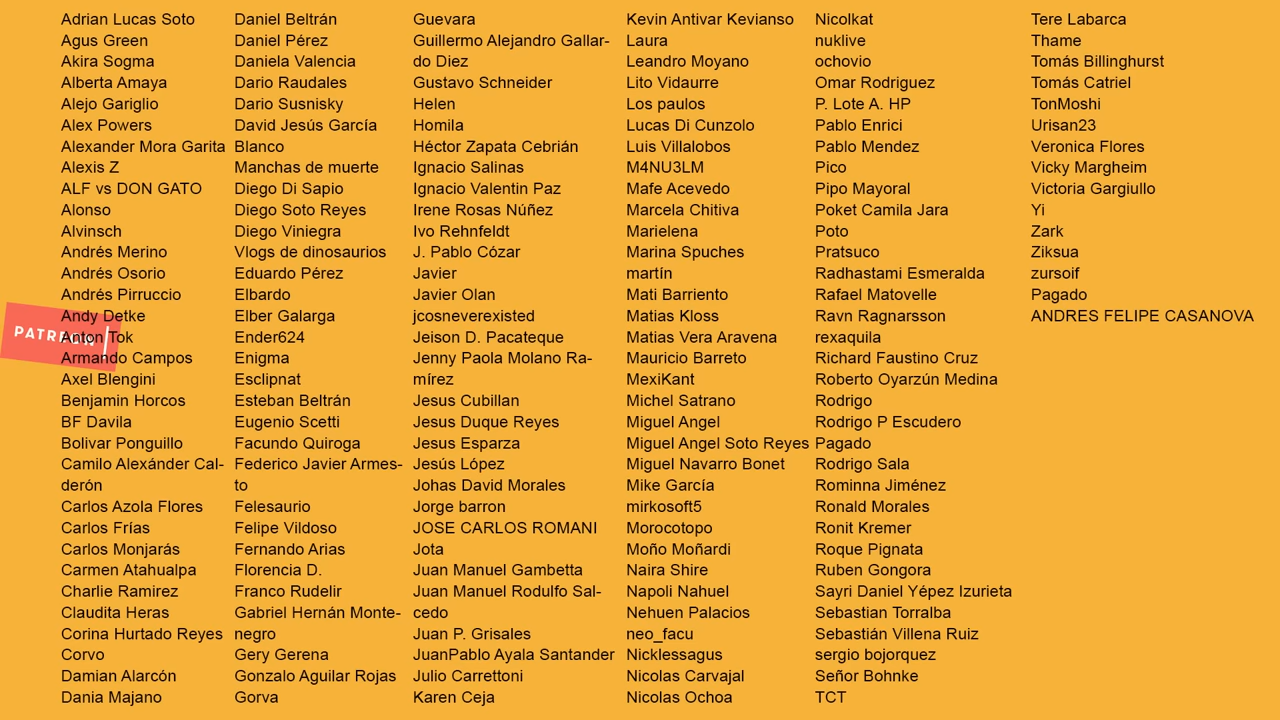 Adrian Lucas Soto
Agus Green
Akira Sogma
Alberta Amaya
Alejo Gariglio
Alex Powers
Alexander Mora Garita
Alexis Z
ALF vs DON GATO
Alonso
Alvinsch
Andrés Merino
Andrés Osorio
Andrés Pirruccio
Andy Detke
PATREON
Anton Tok
Armando Campos
Axel Blengini
Benjamin Horcos
BF Davila
Bolivar Ponguillo
Camilo Alexánder Cal-
derón
Carlos Azola Flores
Carlos Frías
Carlos Monjarás
Carmen Atahualpa
Charlie Ramirez
Claudita Heras
Corina Hurtado Reyes
Corvo
Damian Alarcón
Dania Majano
Daniel Beltrán
Daniel Pérez
Daniela Valencia
Dario Raudales
Dario Susnisky
David Jesús García
Blanco
Manchas de muerte
Diego Di Sapio
Diego Soto Reyes
Diego Viniegra
Vlogs de dinosaurios
Eduardo Pérez
Elbardo
Elber Galarga
Ender624
Enigma
Esclipnat
Esteban Beltrán
Eugenio Scetti
Facundo Quiroga
Federico Javier Armes-
to
Felesaurio
Felipe Vildoso
Fernando Arias
Florencia D.
Franco Rudelir
Gabriel Hernán Monte-
negro
Gery Gerena
Gonzalo Aguilar Rojas
Gorva
Guevara
Guillermo Alejandro Gallar-
do Diez
Gustavo Schneider
Helen
Homila
Héctor Zapata Cebrián
Ignacio Salinas
Ignacio Valentin Paz
Irene Rosas Núñez
Ivo Rehnfeldt
J. Pablo Cózar
Javier
Javier Olan
jcosneverexisted
Jeison D. Pacateque
Jenny Paola Molano Ra-
mírez
Jesus Cubillan
Jesus Duque Reyes
Jesus Esparza
Jesús López
Johas David Morales
Jorge barron
JOSE CARLOS ROMANI
Jota
Juan Manuel Gambetta
Juan Manuel Rodulfo Sal-
cedo
Juan P. Grisales
JuanPablo Ayala Santander
Julio Carrettoni
Karen Ceja
Kevin Antivar Kevianso
Laura
Leandro Moyano
Lito Vidaurre
Los paulos
Lucas Di Cunzolo
Luis Villalobos
M4NU3LM
Mafe Acevedo
Marcela Chitiva
Marielena
Marina Spuches
martín
Mati Barriento
Matias Kloss
Matias Vera Aravena
Mauricio Barreto
MexiKant
Michel Satrano
Miguel Angel
Miguel Angel Soto Reyes
Miguel Navarro Bonet
Mike García
mirkosoft5
Morocotopo
Moño Moñardi
Naira Shire
Napoli Nahuel
Nehuen Palacios
neo_facu
Nicklessagus
Nicolas Carvajal
Nicolas Ochoa
Nicolkat
nuklive
ochovio
Omar Rodriguez
P. Lote A. HP
Pablo Enrici
Pablo Mendez
Pico
Pipo Mayoral
Poket Camila Jara
Poto
Pratsuco
Radhastami Esmeralda
Rafael Matovelle
Ravn Ragnarsson
rexaquila
Richard Faustino Cruz
Roberto Oyarzún Medina
Rodrigo
Rodrigo P Escudero
Pagado
Rodrigo Sala
Rominna Jiménez
Ronald Morales
Ronit Kremer
Roque Pignata
Ruben Gongora
Sayri Daniel Yépez Izurieta
Sebastian Torralba
Sebastián Villena Ruiz
sergio bojorquez
Señor Bohnke
TCT
Tere Labarca
Thame
Tomás Billinghurst
Tomás Catriel
TonMoshi
Urisan23
Veronica Flores
Vicky Margheim
Victoria Gargiullo
Yi
Zark
Ziksua
zursoif
Pagado
ANDRES FELIPE CASANOVA